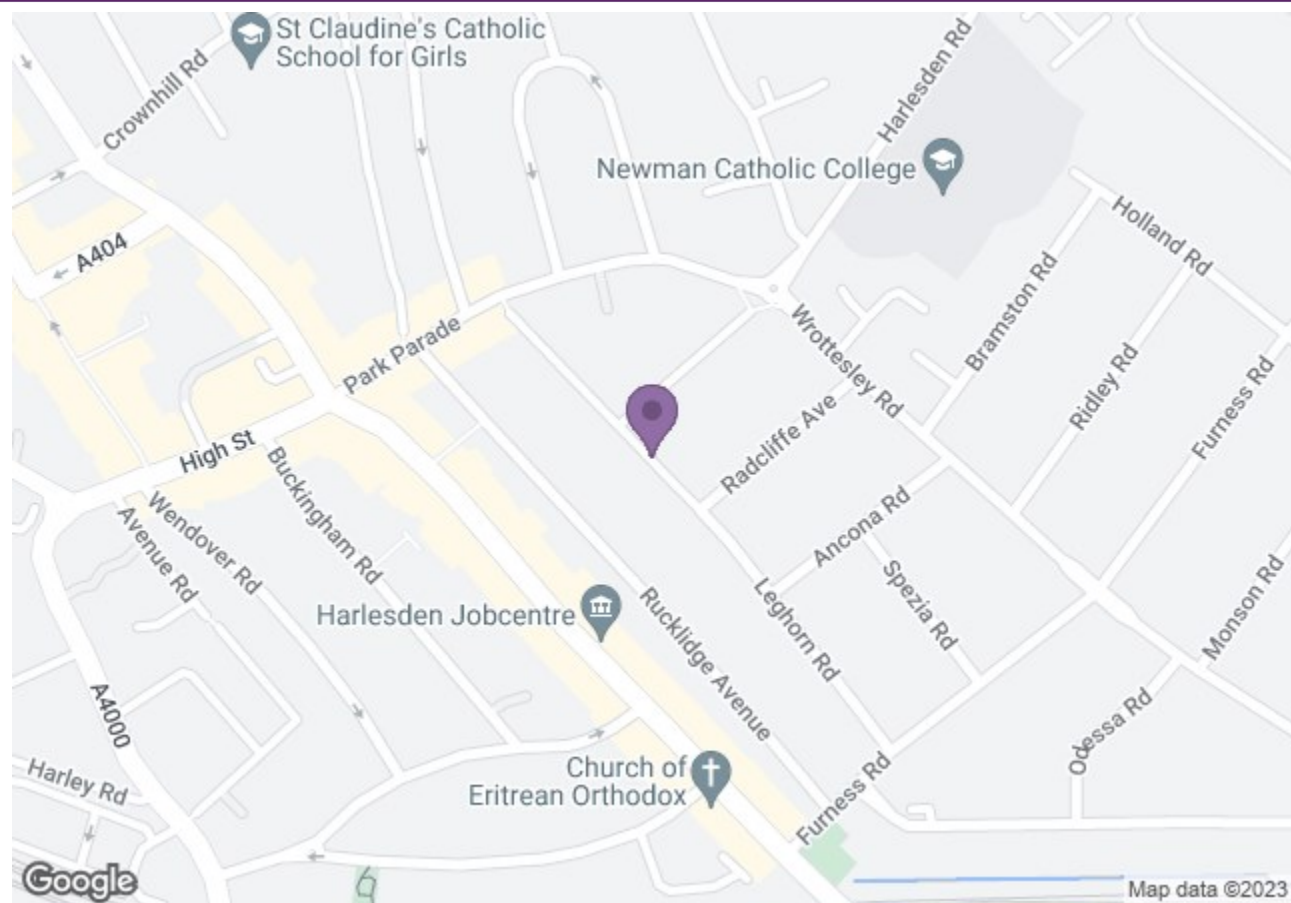 St Claudine's Catholic
School for Girls
Crownhill Rd
Harlesden Rd
Newman Catholic College
Holland Rd
A404
Bramston Rd
Wrottesley Rd
Park Parade
Ridley Rd
Furness Rd
Radcliffe Ave
High St
Buckingham Rd
Wendover Rd
Avenue Rd
Ancona Rd
Spezia Rd
Leghorn Rd
Monson Rd
Harlesden Jobcentre
Rucklidge Avenue
A4000
Odessa Rd
Harley Rd
Church of
Eritrean Orthodox
Furness Rd
Google
Map data ©2023